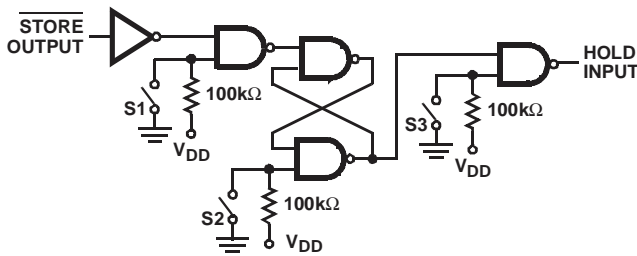 STORE
OUTPUT
S1
100kΩ
VDD
S2
100kΩ
VDD
S3
100kΩ
VDD
HOLD
INPUT